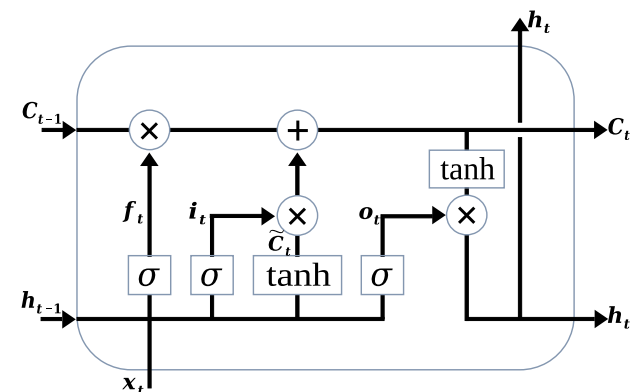 h_t
C_{t-1}
×
+
C_t
tanh
f_t
i_t
×
o_t
×
C̃_t
σ
σ
tanh
σ
h_{t-1}
h_t
x_t